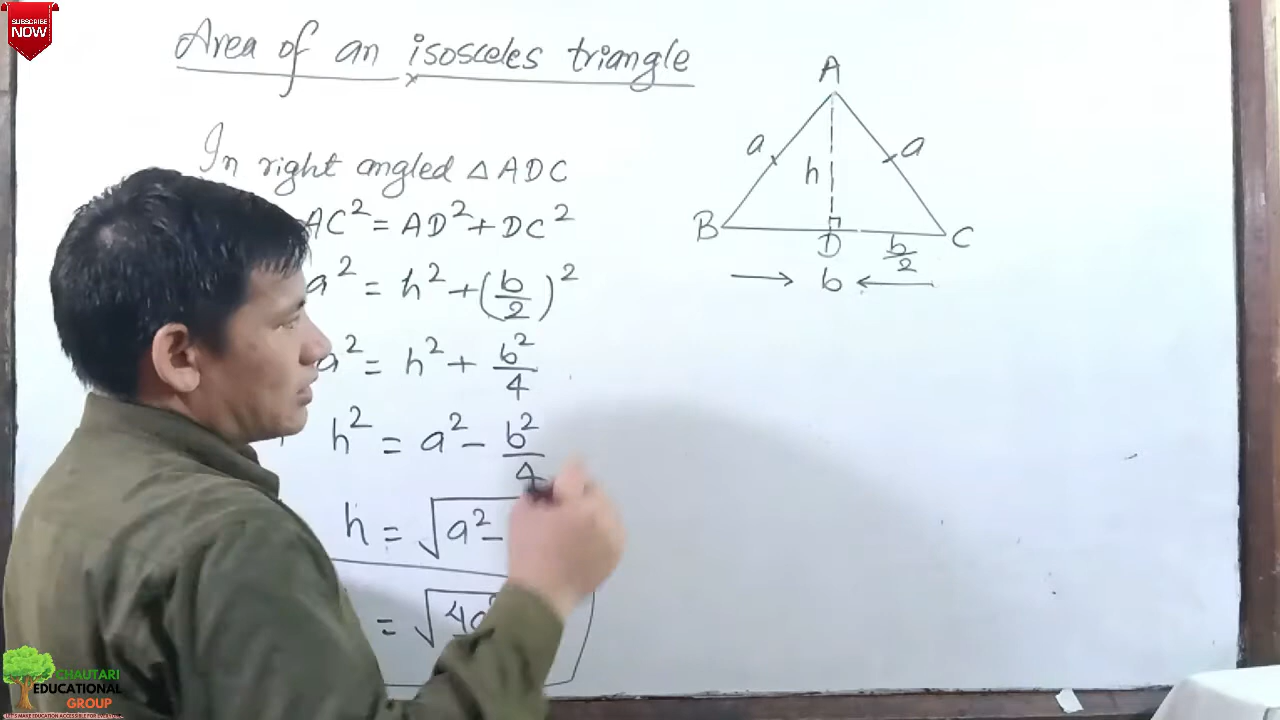 SUBSCRIBE
NOW
Area of an isosceles triangle
In right angled △ADC
AC² = AD² + DC²
a² = h² + (b/2)²
a² = h² + b²/4
h² = a² - b²/4
h = √a² -
= √4a²
A
a a
h
B D C
b/2
→ b ←
CHAUTARI
EDUCATIONAL
GROUP